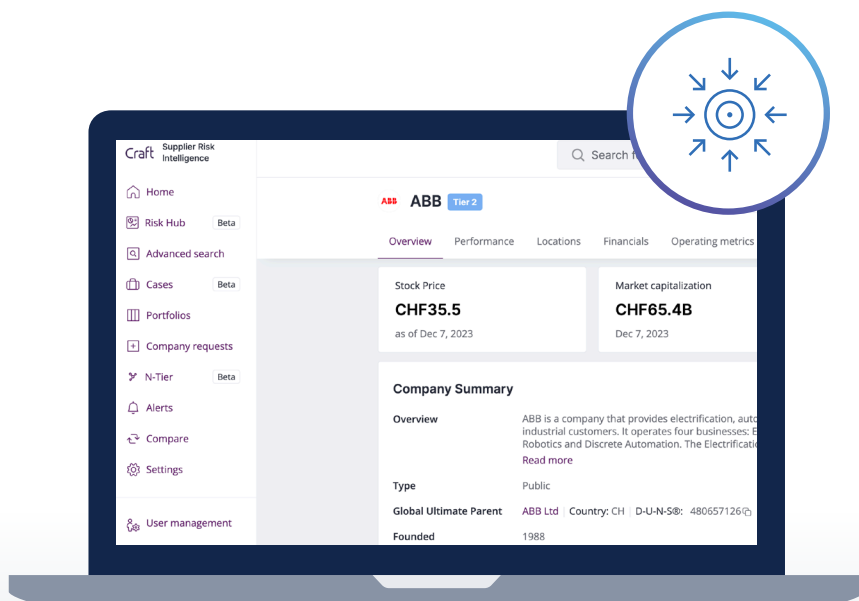 Craft
Supplier Risk
Intelligence
Home
Risk Hub Beta
Advanced search
Cases Beta
Portfolios
Company requests
N-Tier Beta
Alerts
Compare
Settings
User management
Search
ABB ABB Tier 2
Overview Performance Locations Financials Operating metrics
Stock Price
CHF35.5
as of Dec 7, 2023
Market capitalization
CHF65.4B
Dec 7, 2023
Company Summary
Overview
ABB is a company that provides electrification,
industrial customers. It operates four businesses:
Robotics and Discrete Automation. The
Read more
Type Public
Global Ultimate Parent ABB Ltd | Country: CH | D-U-N-S®: 480657126
Founded 1988